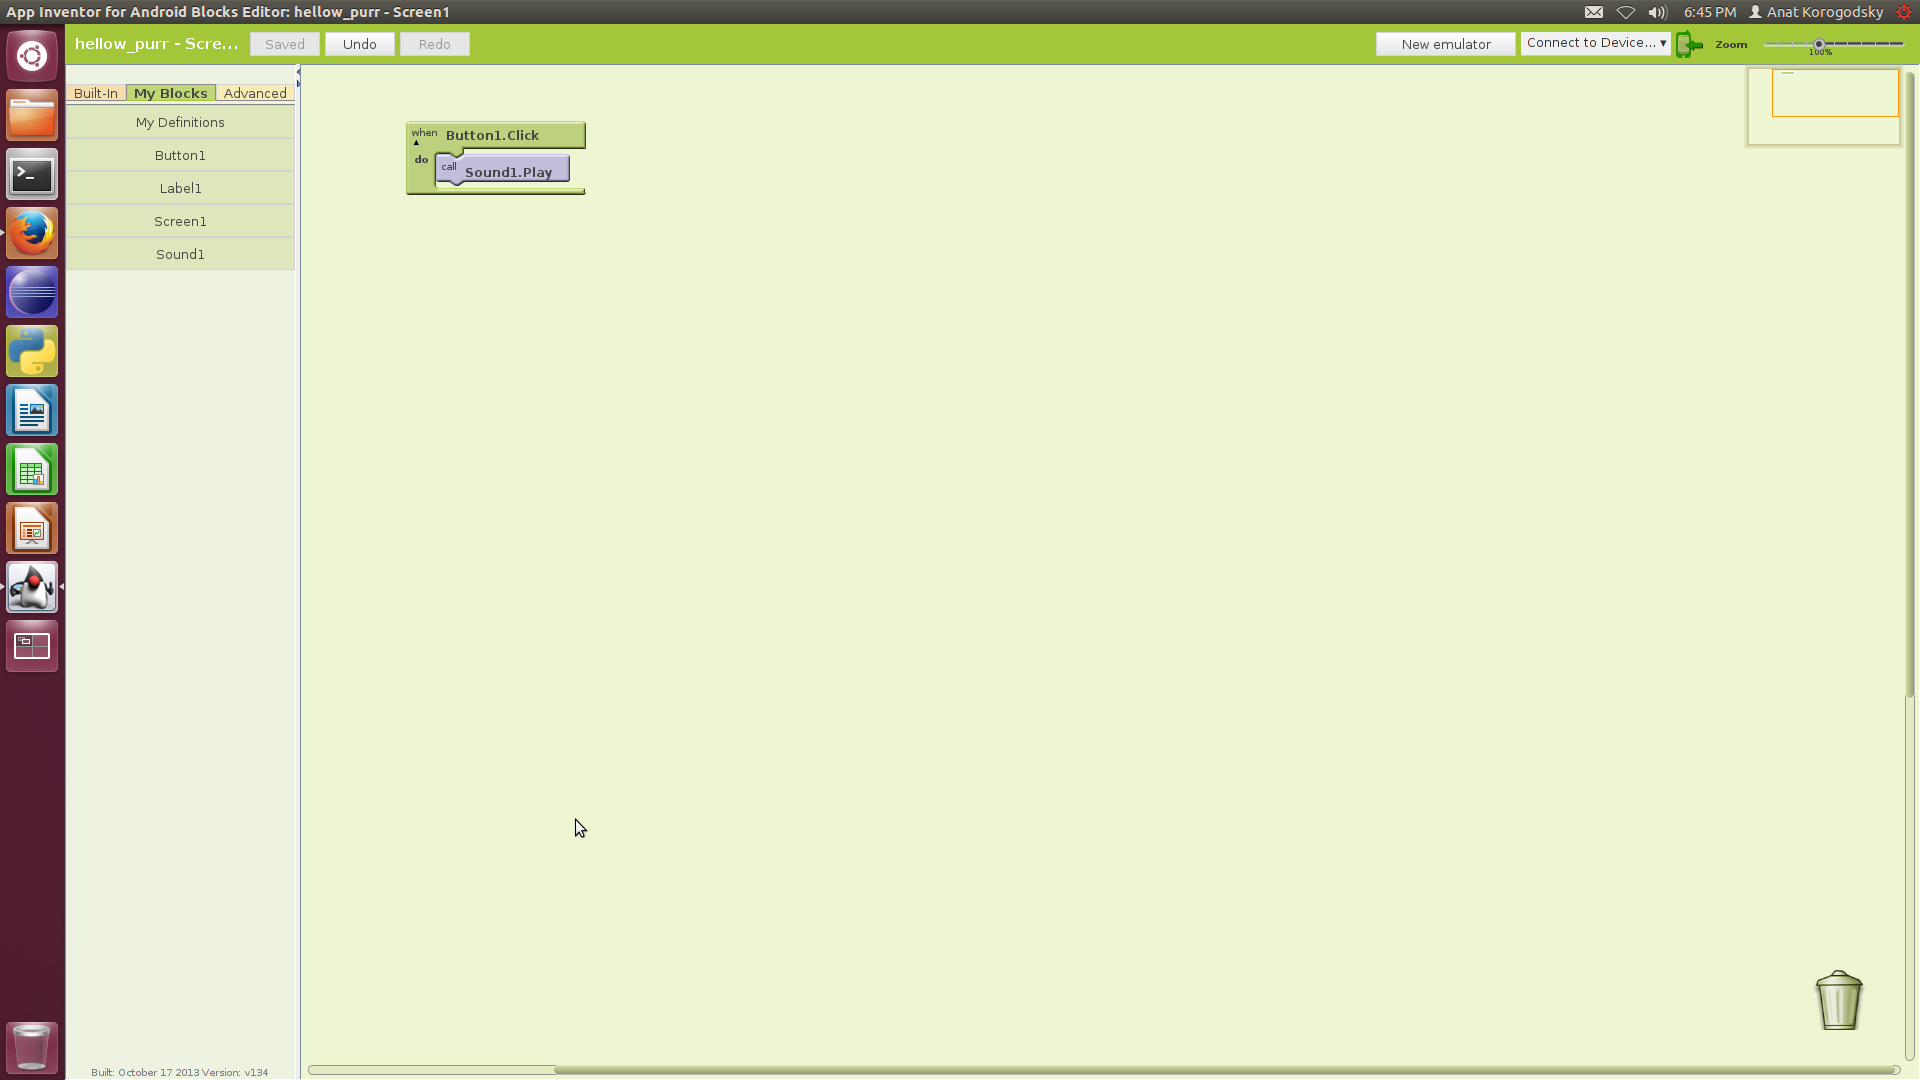 App Inventor for Android Blocks Editor: hellow_purr - Screen1
6:45 PM Anat Korogodsky
hellow_purr - Scre...
Saved
Undo
Redo
New emulator
Connect to Device...
Zoom
100%
Built-In
My Blocks
Advanced
My Definitions
Button1
Label1
Screen1
Sound1
when Button1.Click
do
call Sound1.Play
Built: October 17 2013 Version: v134